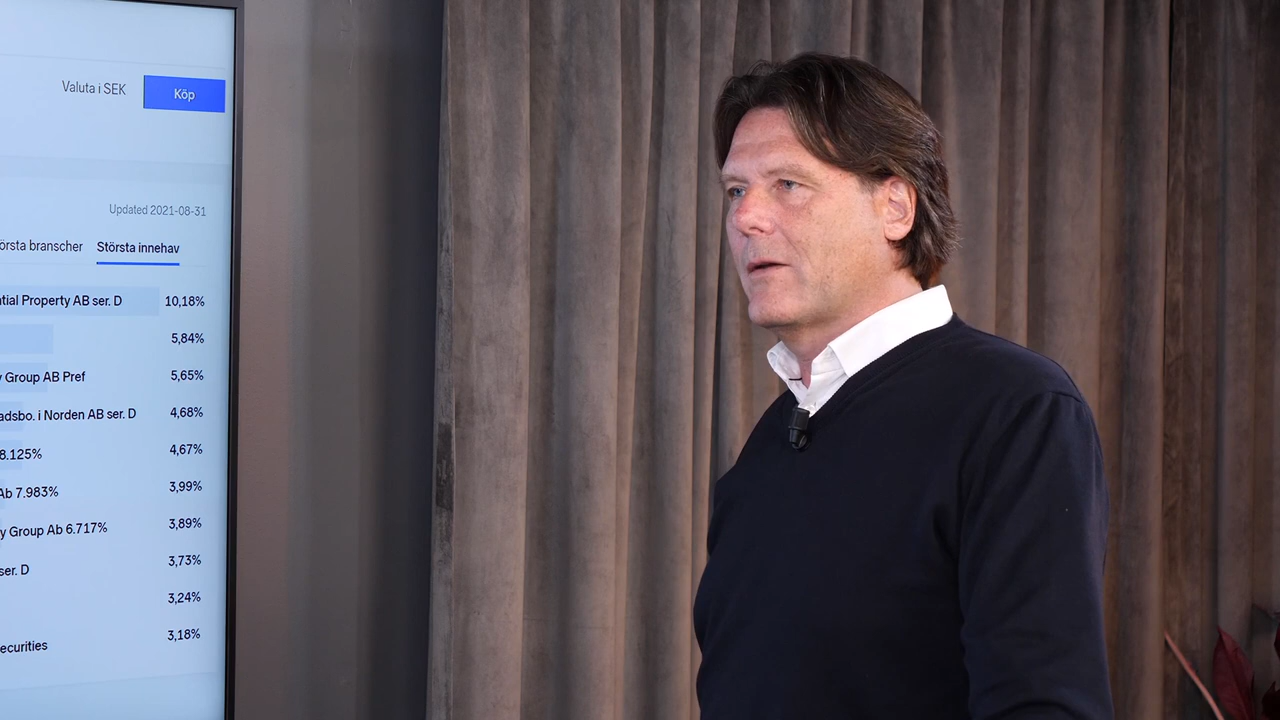 Valuta i SEK Köp
Updated 2021-08-31
örsta branscher Största innehav
ntial Property AB ser. D 10,18%
5,84%
y Group AB Pref 5,65%
adsbo. i Norden AB ser. D 4,68%
8.125% 4,67%
Ab 7.983% 3,99%
y Group Ab 6.717% 3,89%
ser. D 3,73%
3,24%
ecurities 3,18%